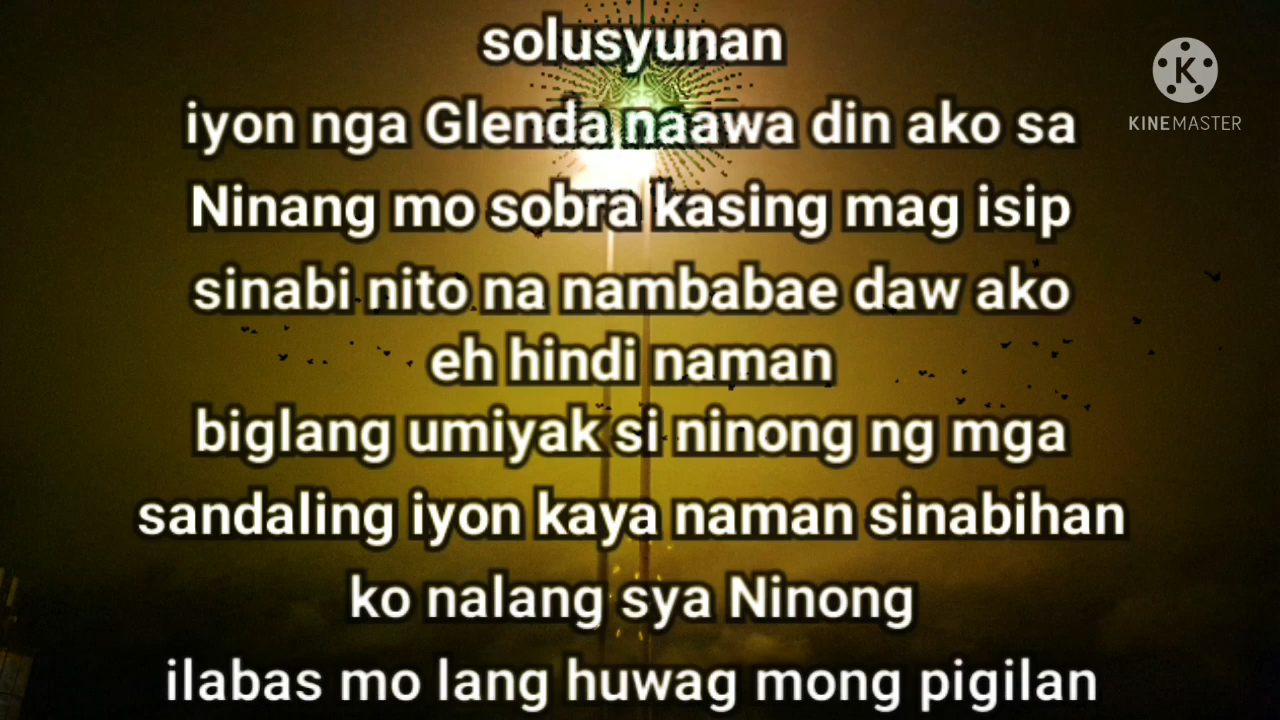 solusyunan
iyon nga Glenda naawa din ako sa
Ninang mo sobra kasing mag isip
sinabi nito na nambabae daw ako
eh hindi naman
biglang umiyak si ninong ng mga
sandaling iyon kaya naman sinabihan
ko nalang sya Ninong
ilabas mo lang huwag mong pigilan
K
KINEMASTER